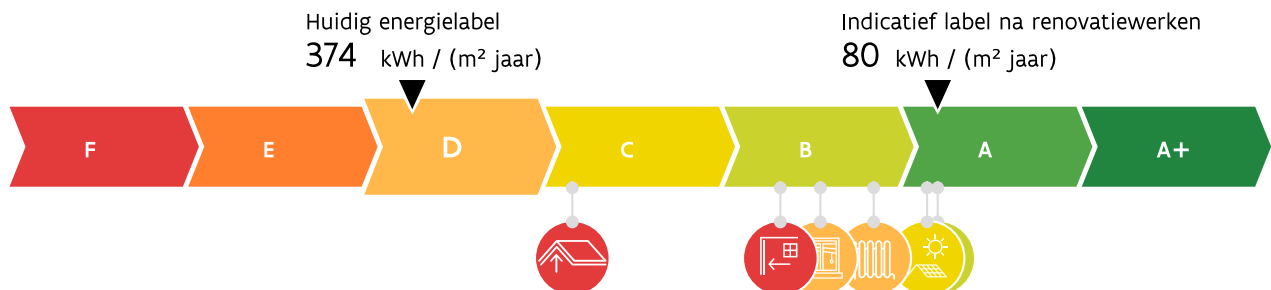 Huidig energielabel
374 kWh / (m² jaar)
Indicatief label na renovatiewerken
80 kWh / (m² jaar)
F E D C B A A+